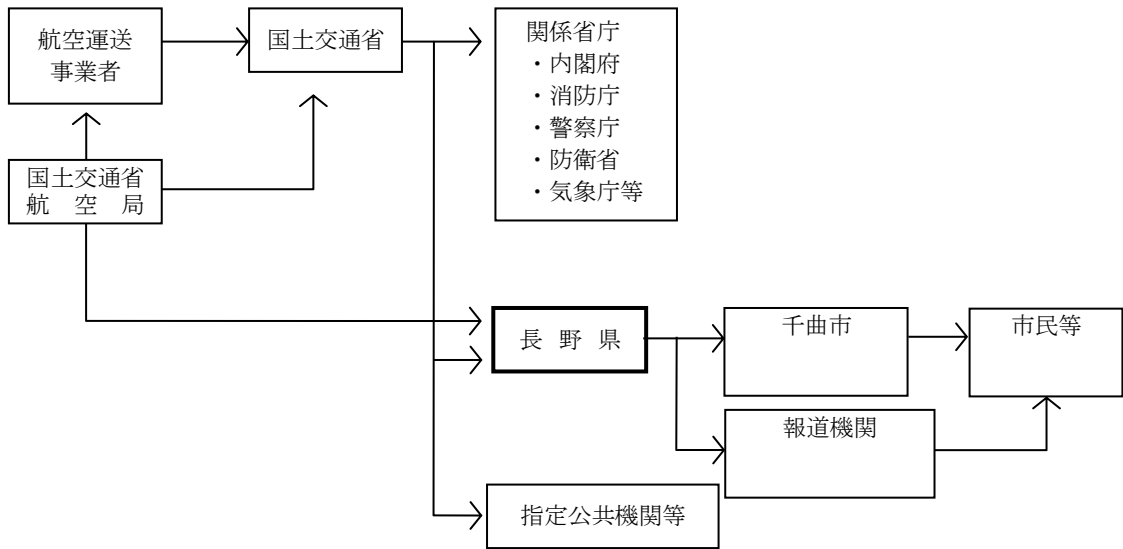 航空運送
事業者
国土交通省
関係省庁
・内閣府
・消防庁
・警察庁
・防衛省
・気象庁等
国土交通省
航　空　局
長　野　県
千曲市
市民等
報道機関
指定公共機関等